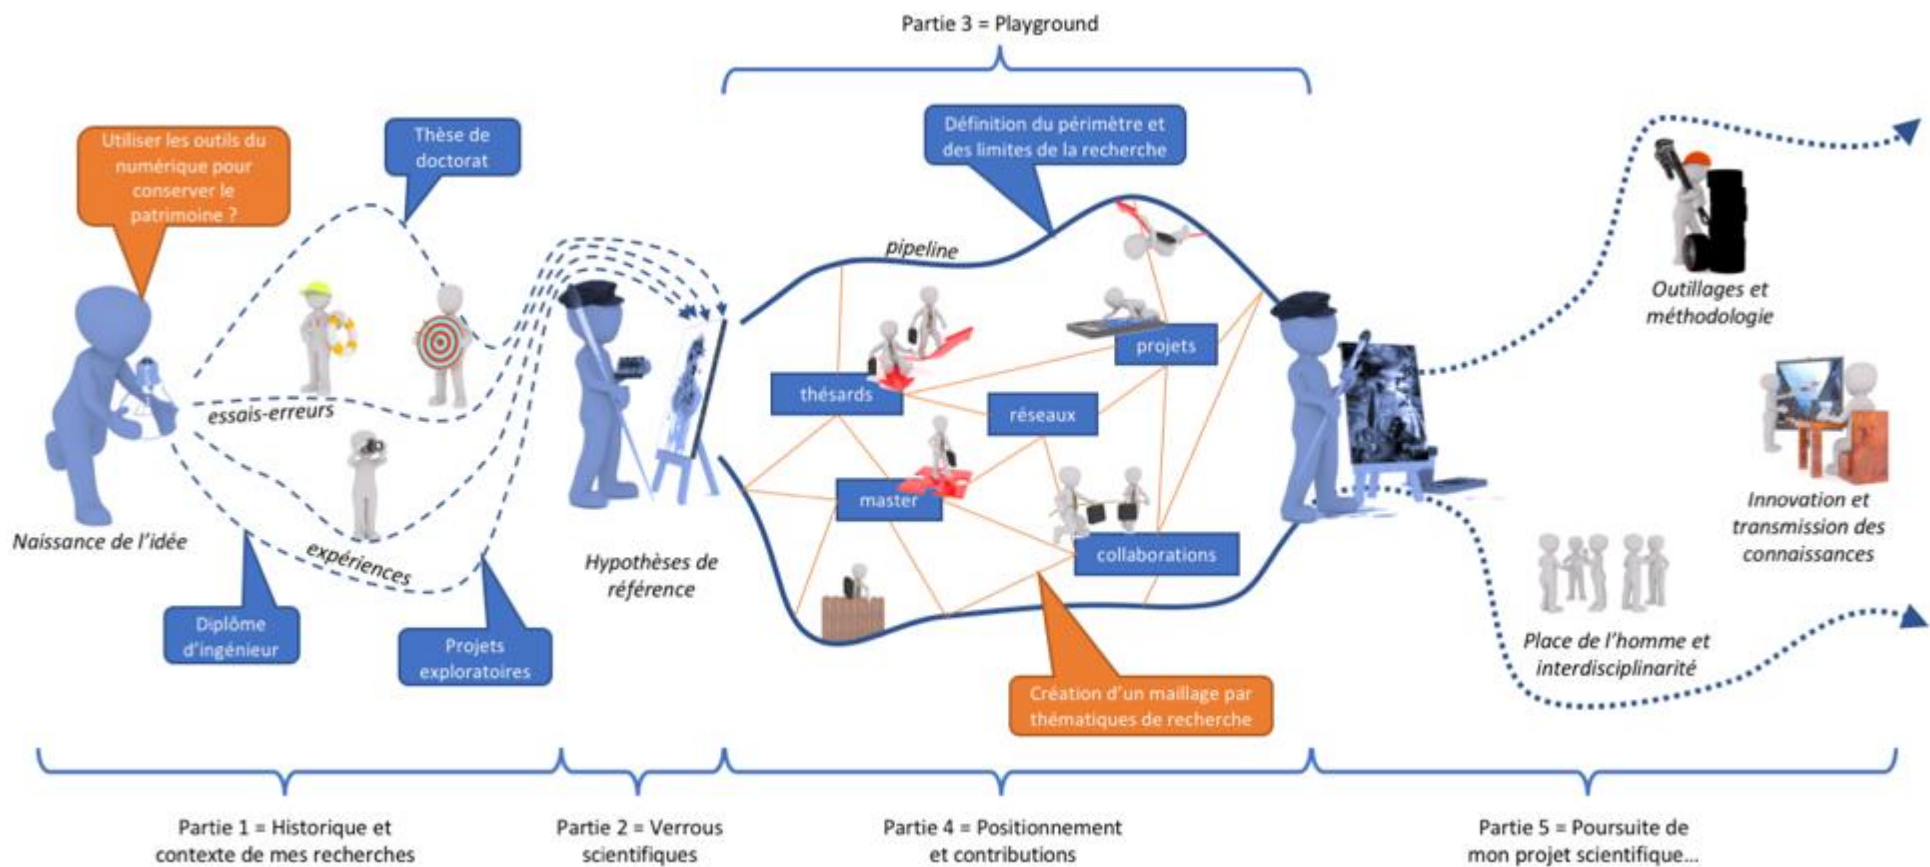 Partie 3 = Playground
Utiliser les outils du
numérique pour
conserver le
patrimoine ?
Thèse de
doctorat
Définition du périmètre et
des limites de la recherche
pipeline
essais-erreurs
expériences
Naissance de l’idée
Diplôme
d’ingénieur
Projets
exploratoires
Hypothèses de
référence
projets
thésards
réseaux
master
collaborations
Création d’un maillage par
thématiques de recherche
Outillages et
méthodologie
Innovation et
transmission des
connaissances
Place de l’homme et
interdisciplinarité
Partie 1 = Historique et
contexte de mes recherches
Partie 2 = Verrous
scientifiques
Partie 4 = Positionnement
et contributions
Partie 5 = Poursuite de
mon projet scientifique…